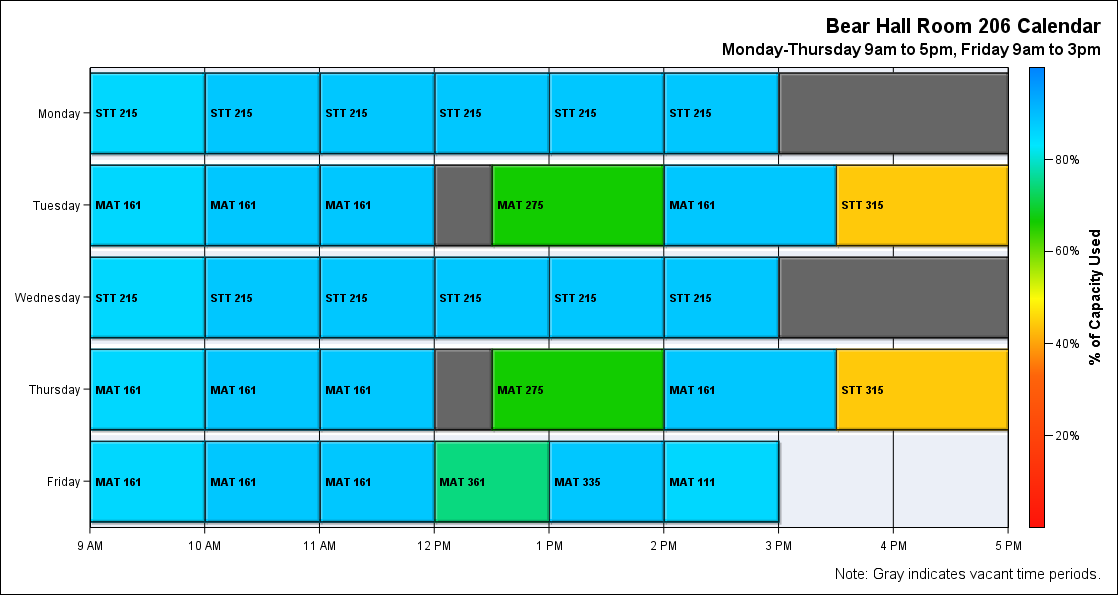 Bear Hall Room 206 Calendar
Monday-Thursday 9am to 5pm, Friday 9am to 3pm
Monday STT 215 STT 215 STT 215 STT 215 STT 215 STT 215
80%
Tuesday MAT 161 MAT 161 MAT 161 MAT 275 MAT 161 STT 315
60%
Wednesday STT 215 STT 215 STT 215 STT 215 STT 215 STT 215
% of Capacity Used
40%
Thursday MAT 161 MAT 161 MAT 161 MAT 275 MAT 161 STT 315
20%
Friday MAT 161 MAT 161 MAT 161 MAT 361 MAT 335 MAT 111
9 AM 10 AM 11 AM 12 PM 1 PM 2 PM 3 PM 4 PM 5 PM
Note: Gray indicates vacant time periods.